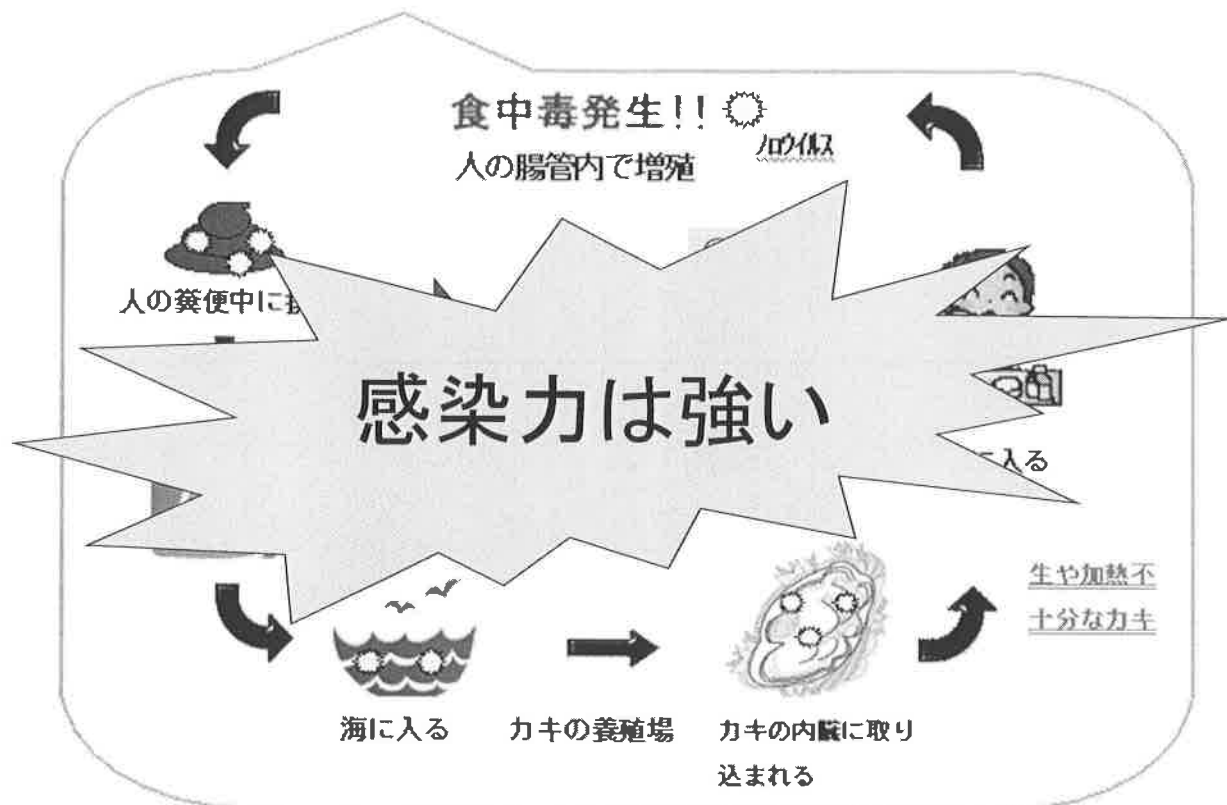 食中毒発生!!
ノロウイルス
人の腸管内で増殖
人の糞便中に
感染力は強い
に入る
生や加熱不
十分なカキ
海に入る
カキの養殖場
カキの内臓に取り
込まれる